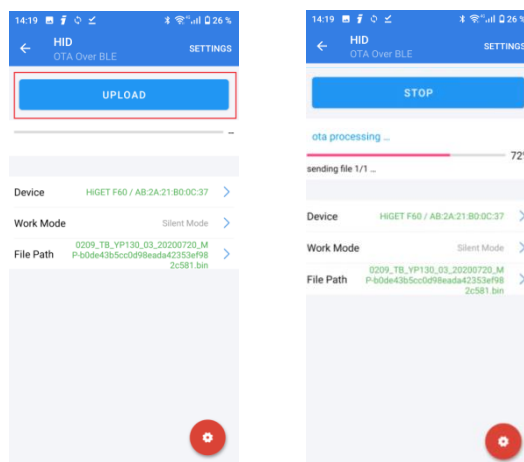 14:19 26 %
HID
OTA Over BLE
SETTINGS
UPLOAD
--
Device HiGET F60 / AB:2A:21:B0:0C:37
Work Mode Silent Mode
File Path 0209_TB_YP130_03_20200720_M
P-b0de43b5cc0d98eada42353ef98
2c581.bin
14:19 26 %
HID
OTA Over BLE
SETTINGS
STOP
ota processing ...
72%
sending file 1/1 ...
Device HiGET F60 / AB:2A:21:B0:0C:37
Work Mode Silent Mode
File Path 0209_TB_YP130_03_20200720_M
P-b0de43b5cc0d98eada42353ef98
2c581.bin